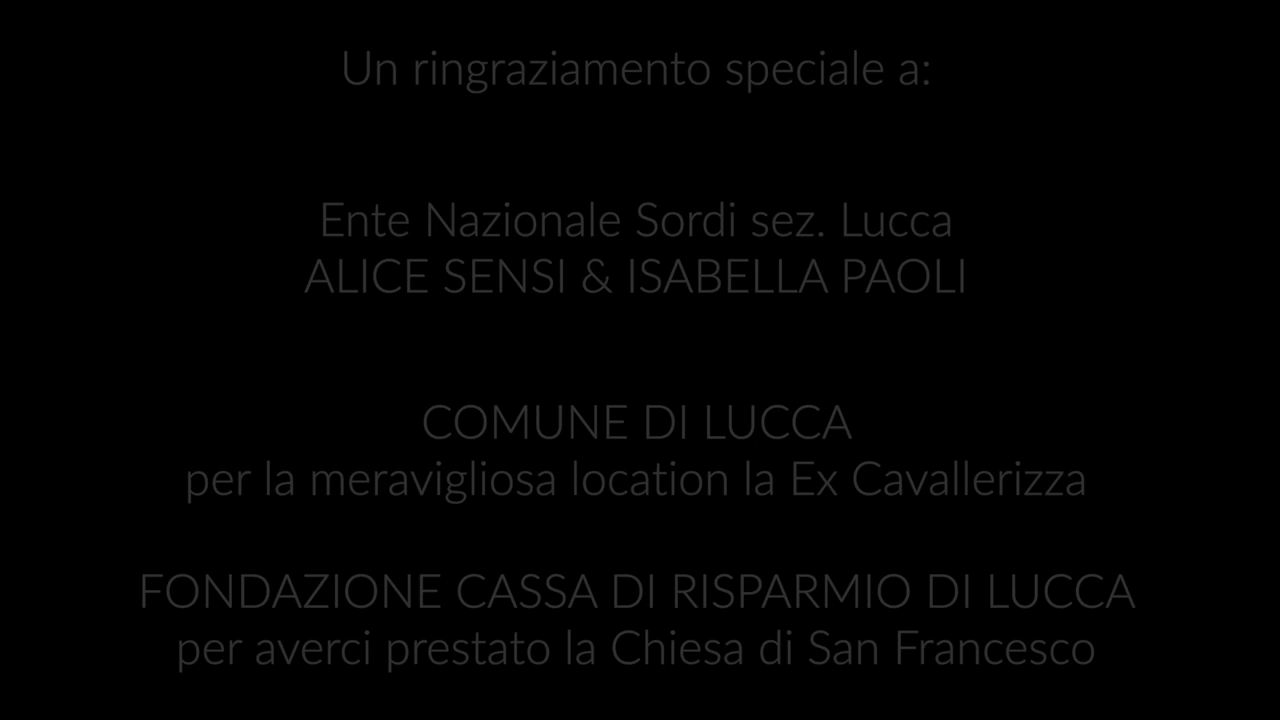 Un ringraziamento speciale a:
Ente Nazionale Sordi sez. Lucca
ALICE SENSI & ISABELLA PAOLI
COMUNE DI LUCCA
per la meravigliosa location la Ex Cavallerizza
FONDAZIONE CASSA DI RISPARMIO DI LUCCA
per averci prestato la Chiesa di San Francesco